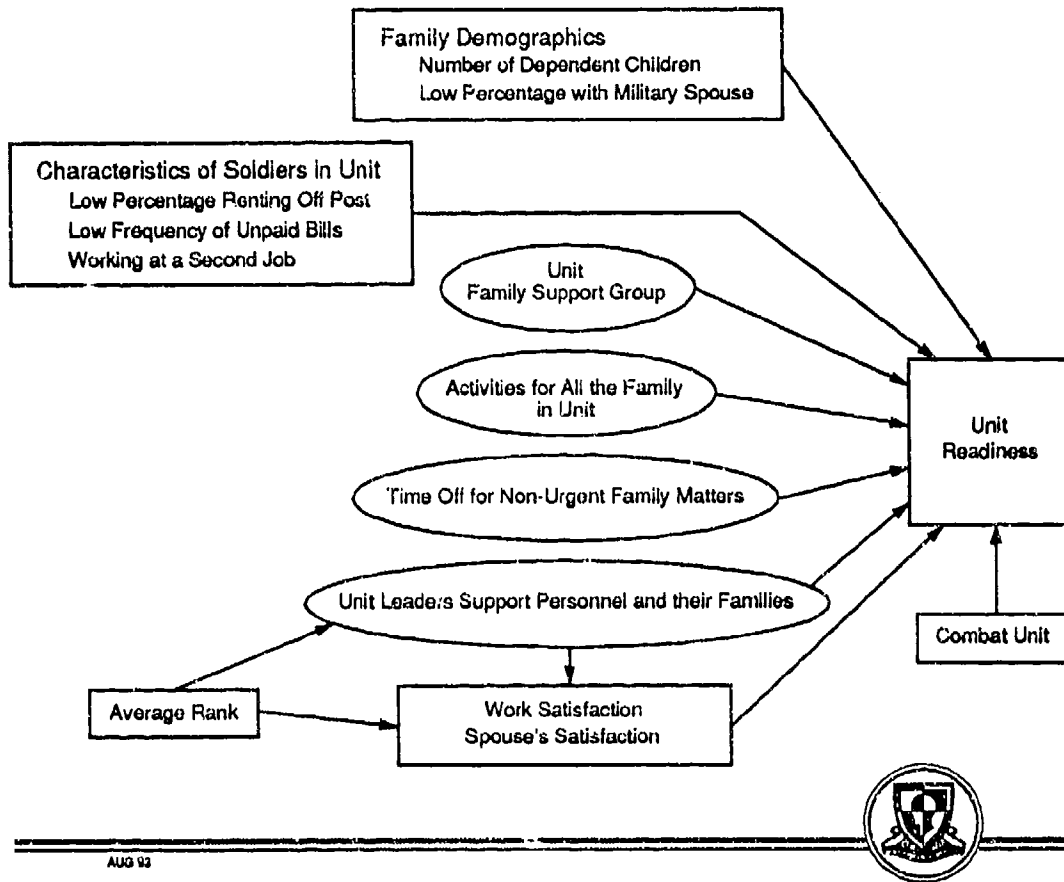 Family Demographics
Number of Dependent Children
Low Percentage with Military Spouse
Characteristics of Soldiers in Unit
Low Percentage Renting Off Post
Low Frequency of Unpaid Bills
Working at a Second Job
Unit
Family Support Group
Activities for All the Family
in Unit
Unit
Readiness
Time Off for Non-Urgent Family Matters
Unit Leaders Support Personnel and their Families
Combat Unit
Average Rank
Work Satisfaction
Spouse's Satisfaction
AUG 93